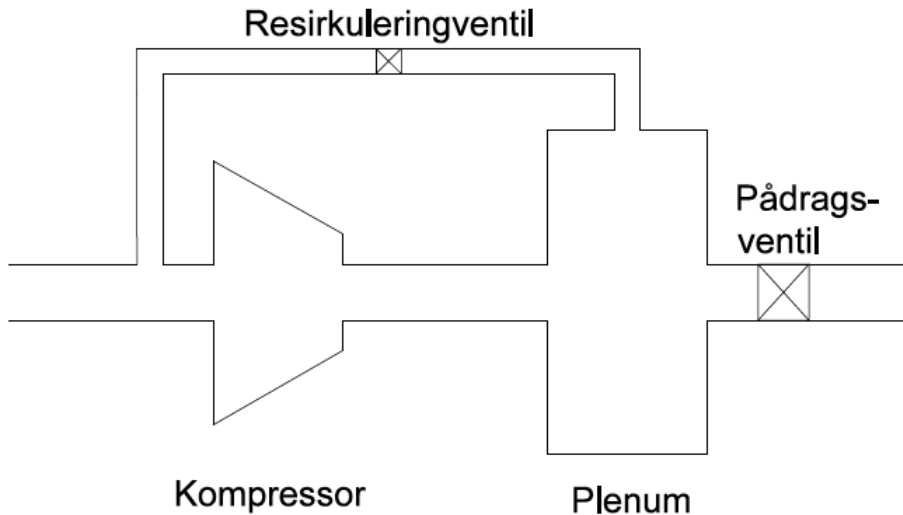 Resirkuleringventil
Pådrags-
ventil
Kompressor
Plenum